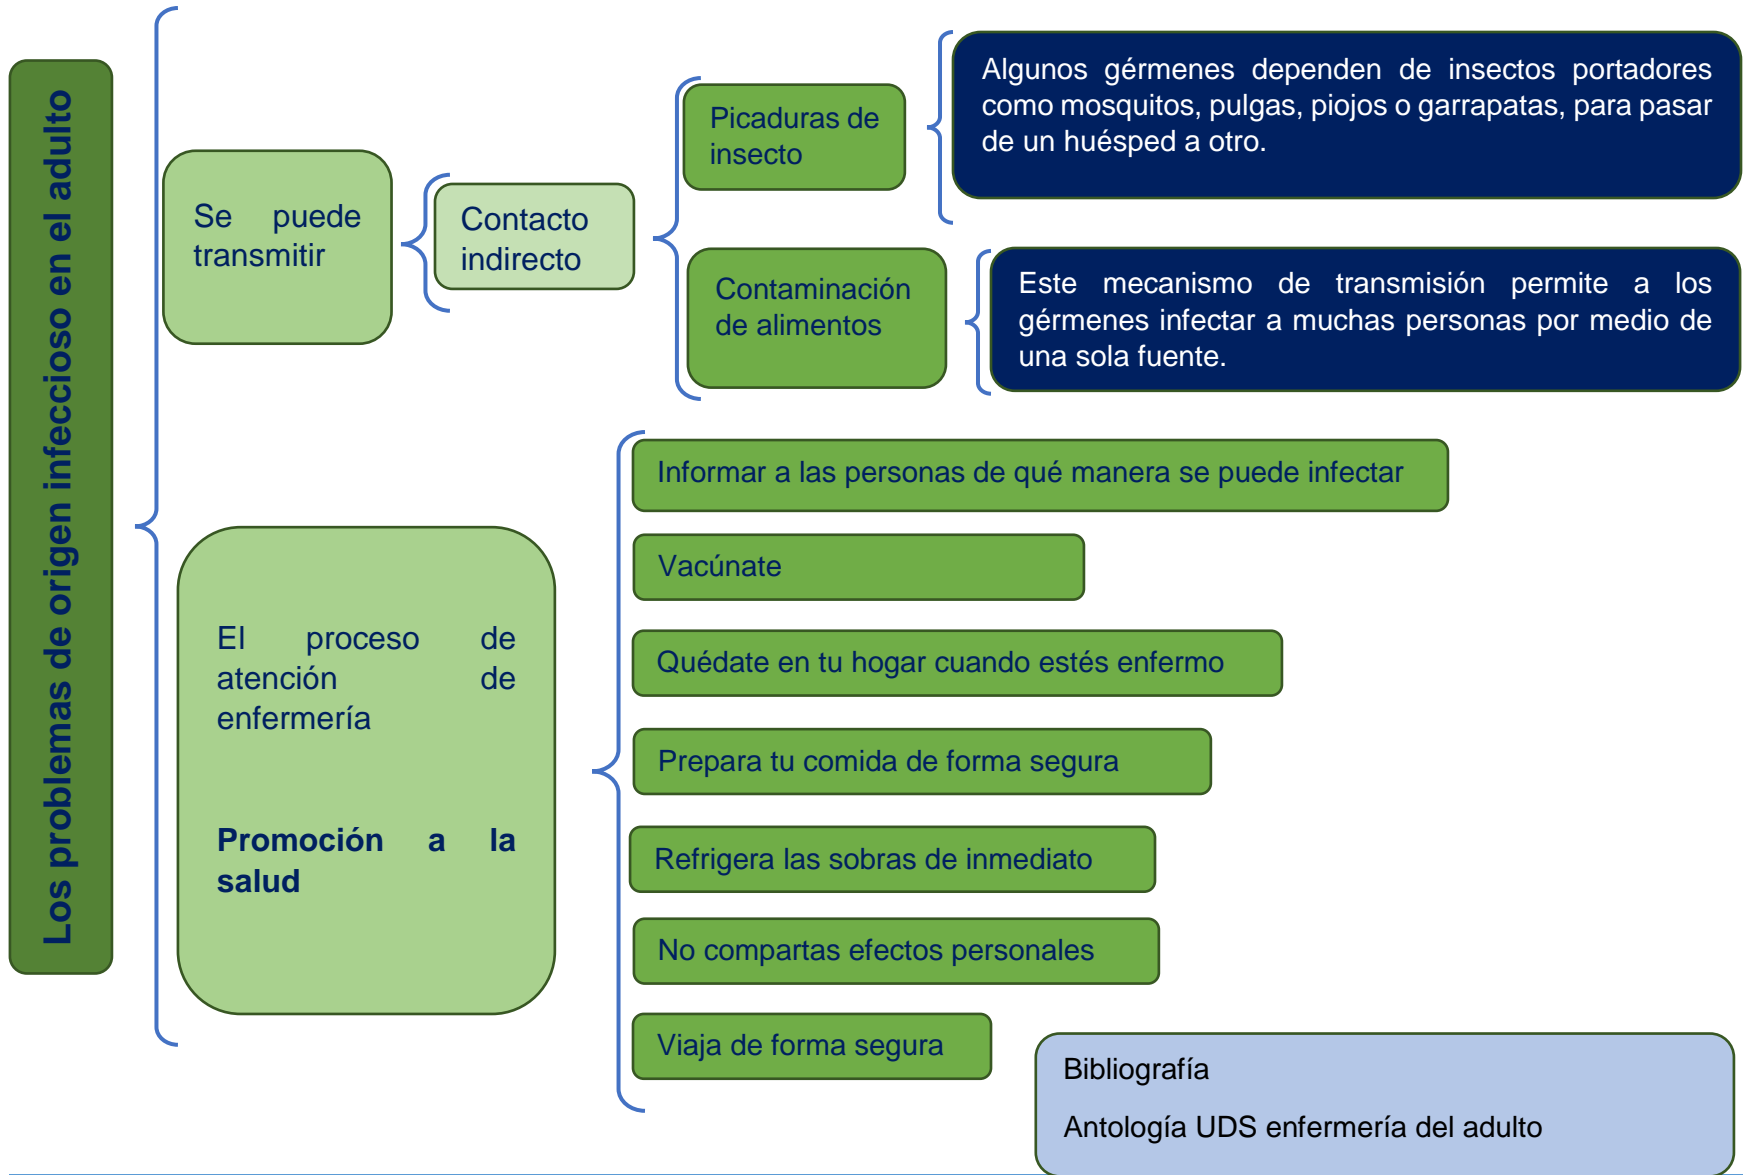 Los problemas de origen infeccioso en el adulto
Se puede
transmitir
Contacto
indirecto
Picaduras de
insecto
Algunos gérmenes dependen de insectos portadores
como mosquitos, pulgas, piojos o garrapatas, para pasar
de un huésped a otro.
Contaminación
de alimentos
Este mecanismo de transmisión permite a los
gérmenes infectar a muchas personas por medio de
una sola fuente.
El proceso de
atención de
enfermería
Promoción a la
salud
Informar a las personas de qué manera se puede infectar
Vacúnate
Quédate en tu hogar cuando estés enfermo
Prepara tu comida de forma segura
Refrigera las sobras de inmediato
No compartas efectos personales
Viaja de forma segura
Bibliografía
Antología UDS enfermería del adulto